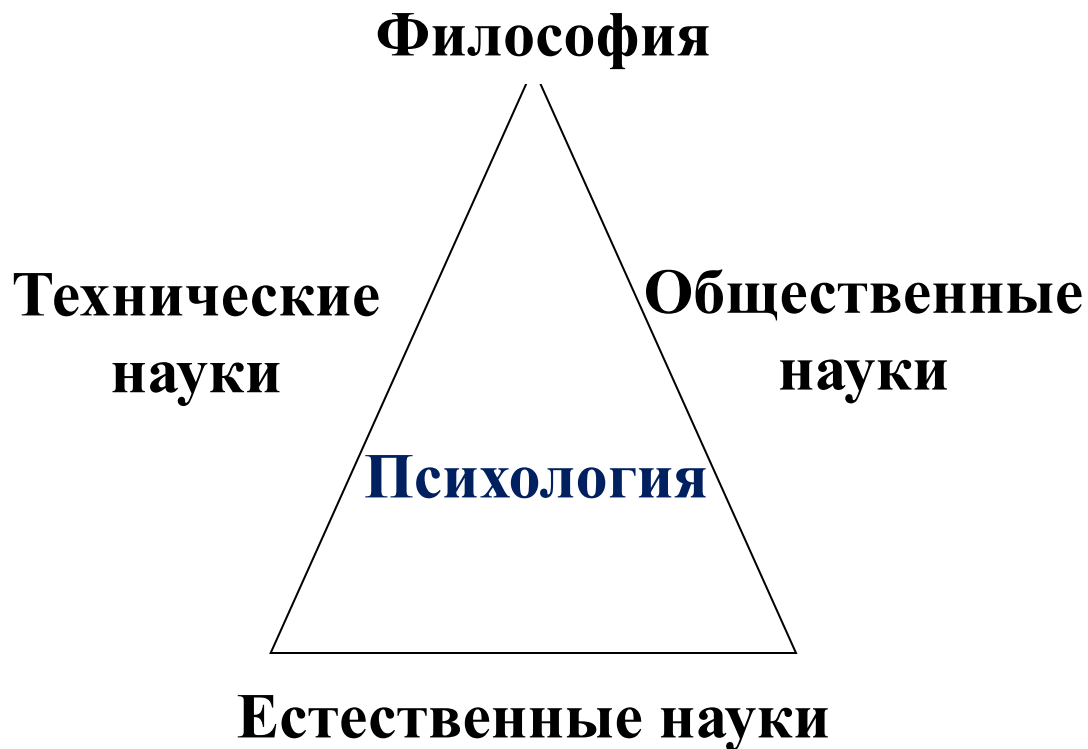 Философия
Технические
науки
Общественные
науки
Психология
Естественные науки